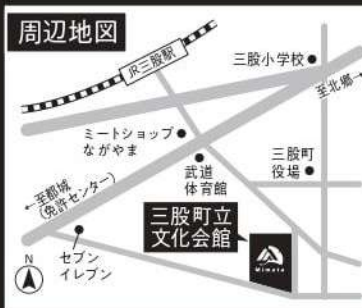 周辺地図
JR三股駅
三股小学校
至北郷→
ミートショップ
ながやま
武道
体育館
三股町
役場
←至都城
(免許センター)
三股町立
文化会館
Mimata
セブン
イレブン
N